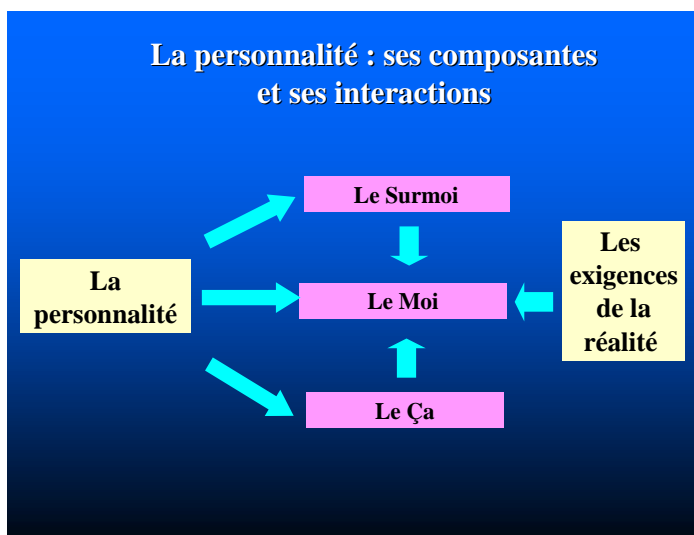 La personnalité : ses composantes
et ses interactions
Le Surmoi
La
personnalité
Le Moi
Les
exigences
de la
réalité
Le Ça